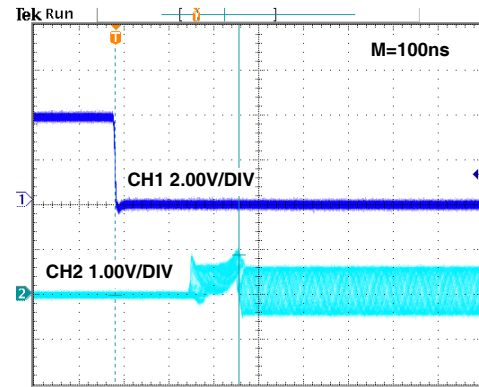 Tek Run
T
T
M=100ns
1
CH1 2.00V/DIV
CH2 1.00V/DIV
2